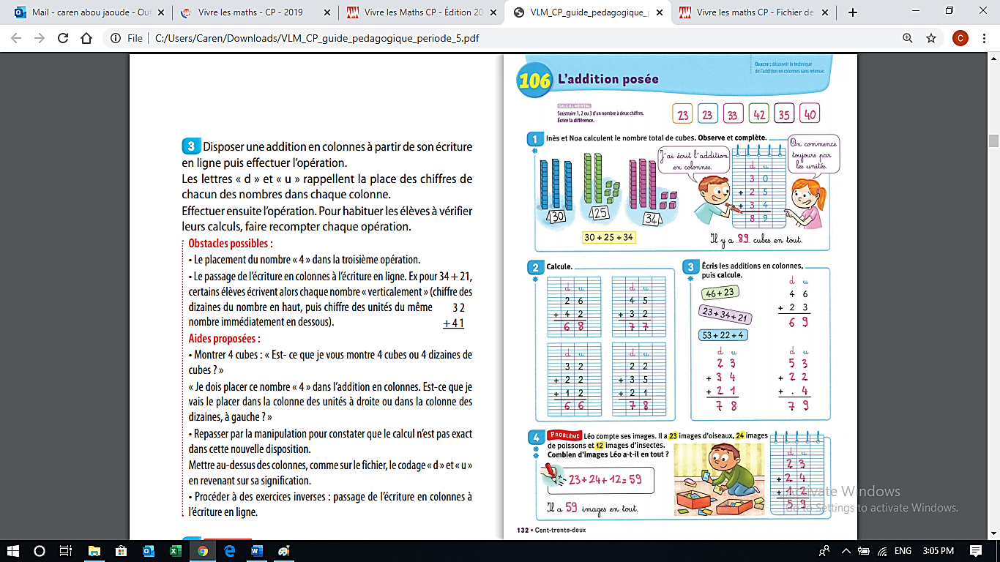 Mail - caren abou jaoude - Out
Vivre les maths - CP - 2019
Vivre les Maths CP - Édition 20
VLM_CP_guide_pedagogique_p
Vivre les maths CP - Fichier de
File
C:/Users/Caren/Downloads/VLM_CP_guide_pedagogique_periode_5.pdf
C
3 Disposer une addition en colonnes à partir de son écriture
en ligne puis effectuer l'opération.
Les lettres « d » et « u » rappellent la place des chiffres de
chacun des nombres dans chaque colonne.
Effectuer ensuite l'opération. Pour habituer les élèves à vérifier
leurs calculs, faire recompter chaque opération.
Obstacles possibles :
• Le placement du nombre « 4 » dans la troisième opération.
• Le passage de l'écriture en colonnes à l'écriture en ligne. Ex pour 34 + 21,
certains élèves écrivent alors chaque nombre « verticalement » (chiffre des
dizaines du nombre en haut, puis chiffre des unités du même
nombre immédiatement en dessous).
3 2
+ 4 1
Aides proposées :
• Montrer 4 cubes : « Est- ce que je vous montre 4 cubes ou 4 dizaines de
cubes ? »
« Je dois placer ce nombre « 4 » dans l'addition en colonnes. Est-ce que je
vais le placer dans la colonne des unités à droite ou dans la colonne des
dizaines, à gauche ? »
• Repasser par la manipulation pour constater que le calcul n'est pas exact
dans cette nouvelle disposition.
Mettre au-dessus des colonnes, comme sur le fichier, le codage « d » et « u »
en revenant sur sa signification.
• Procéder à des exercices inverses : passage de l'écriture en colonnes à
l'écriture en ligne.
106 L'addition posée
OBJECTIF : découvrir la technique
de l'addition en colonnes sans retenue.
CALCUL MENTAL
Soustraire 1, 2 ou 3 d'un nombre à deux chiffres.
Écrire la différence.
23 23 33 42 35 40
1 Inès et Noa calculent le nombre total de cubes. Observe et complète.
J'ai écrit l'addition
en colonnes.
On commence
toujours par
les unités.
30
25
34
30 + 25 + 34
d u
3 0
+ 2 5
+ 3 4
8 9
Il y a 89 cubes en tout.
2 Calcule.
d u
2 6
+ 4 2
6 8
d u
4 5
+ 3 2
7 7
3 2
+ 2 2
+ 1 2
6 6
d u
2 2
+ 3 5
+ 2 1
7 8
3 Écris les additions en colonnes,
puis calcule.
46 + 23
23 + 34 + 21
53 + 22 + 4
d u
4 6
+ 2 3
6 9
d u
2 3
+ 3 4
+ 2 1
7 8
d u
5 3
+ 2 2
+ . 4
7 9
4 PROBLÈME Léo compte ses images. Il a 23 images d'oiseaux, 24 images
de poissons et 12 images d'insectes.
Combien d'images Léo a-t-il en tout ?
23 + 24 + 12 = 59
Il a 59 images en tout.
d u
2 3
+ 2 4
+ 1 2
5 9
132 • Cent-trente-deux
Activate Windows
Go to Settings to activate Windows.
ENG
3:05 PM